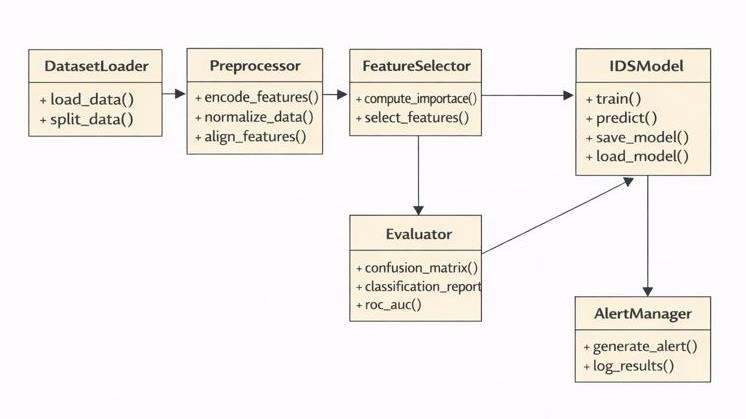 DatasetLoader
+ load_data()
+ split_data()
Preprocessor
+ encode_features()
+ normalize_data()
+ align_features()
FeatureSelector
+ compute_importace()
+ select_features()
IDSModel
+ train()
+ predict()
+ save_model()
+ load_model()
Evaluator
+ confusion_matrix()
+ classification_report
+ roc_auc()
AlertManager
+ generate_alert()
+ log_results()